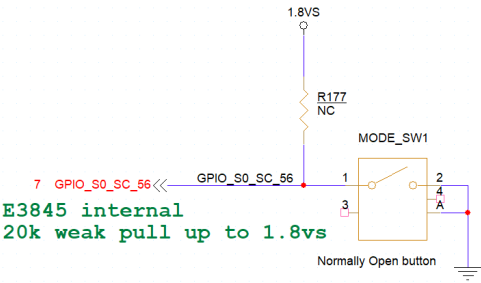 1.8VS
R177
NC
MODE_SW1
7 GPIO_S0_SC_56
GPIO_S0_SC_56
1
2
4
3
A
E3845 internal
20k weak pull up to 1.8vs
Normally Open button